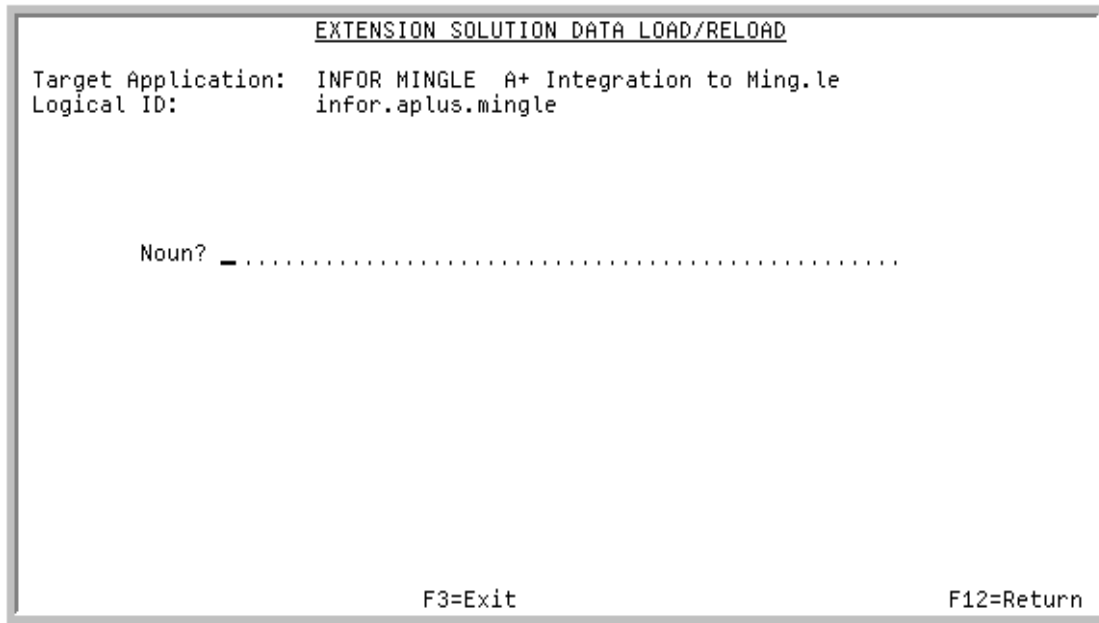 EXTENSION SOLUTION DATA LOAD/RELOAD
Target Application: INFOR MINGLE A+ Integration to Ming.le
Logical ID: infor.aplus.mingle
Noun? _..................................................
F3=Exit F12=Return